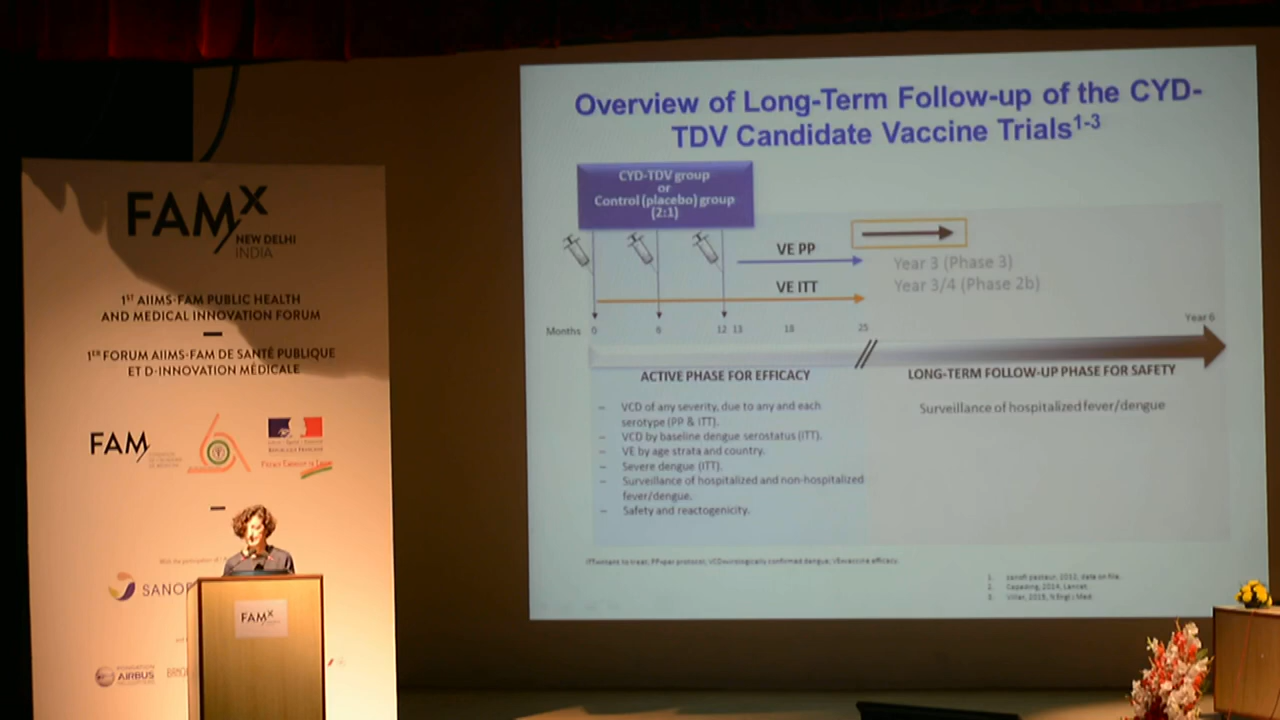 FAMx
NEW DELHI
INDIA
1ST AIIMS-FAM PUBLIC HEALTH
AND MEDICAL INNOVATION FORUM
1ER FORUM AIIMS-FAM DE SANTÉ PUBLIQUE
ET D-INNOVATION MÉDICALE
FAM
SANOF
AIRBUS
FAMx
Overview of Long-Term Follow-up of the CYD-
TDV Candidate Vaccine Trials1-3
CYD-TDV group
or
Control (placebo) group
(2:1)
VE PP
VE ITT
Year 3 (Phase 3)
Year 3/4 (Phase 2b)
Months 0 6 12 13 18 25
Year 6
ACTIVE PHASE FOR EFFICACY
– VCD of any severity, due to any and each
serotype (PP & ITT).
– VCD by baseline dengue serostatus (ITT).
– VE by age strata and country.
– Severe dengue (ITT).
– Surveillance of hospitalized and non-hospitalized
fever/dengue.
– Safety and reactogenicity.
LONG-TERM FOLLOW-UP PHASE FOR SAFETY
Surveillance of hospitalized fever/dengue